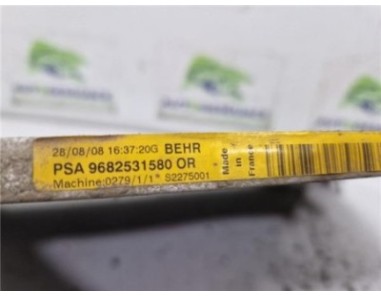 28/08/08 16:37:20G BEHR
PSA 9682531580 OR
Machine:0279/1/1* S2275001
Made
in
France